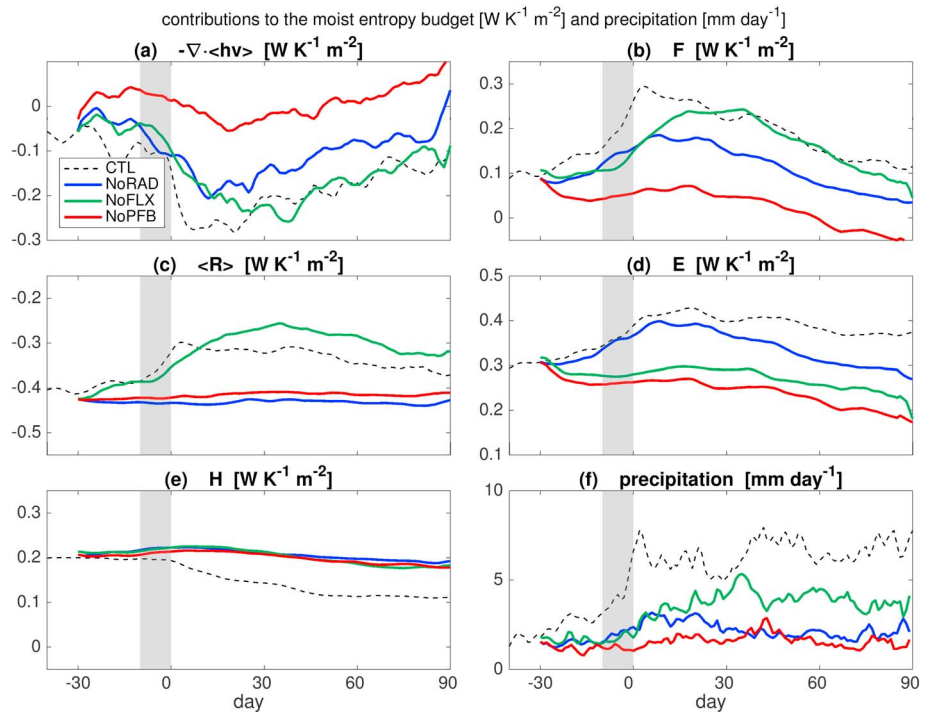 contributions to the moist entropy budget [W K⁻¹ m⁻²] and precipitation [mm day⁻¹]
(a) -∇·<hv> [W K⁻¹ m⁻²]
0
-0.1
-0.2
-0.3
CTL
NoRAD
NoFLX
NoPFB
(b) F [W K⁻¹ m⁻²]
0.3
0.2
0.1
0
(c) <R> [W K⁻¹ m⁻²]
-0.2
-0.3
-0.4
-0.5
(d) E [W K⁻¹ m⁻²]
0.5
0.4
0.3
0.2
0.1
(e) H [W K⁻¹ m⁻²]
0.3
0.2
0.1
0
-30 0 30 60 90
day
(f) precipitation [mm day⁻¹]
10
5
0
-30 0 30 60 90
day